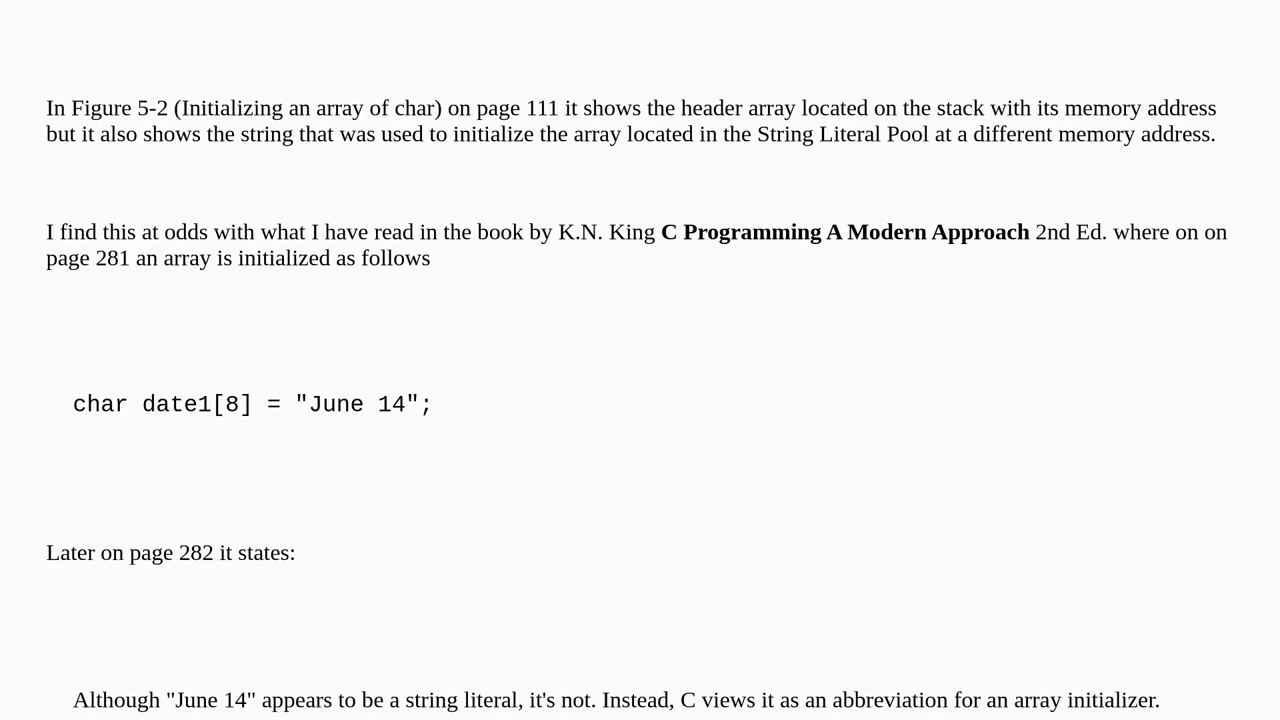 In Figure 5-2 (Initializing an array of char) on page 111 it shows the header array located on the stack with its memory address
but it also shows the string that was used to initialize the array located in the String Literal Pool at a different memory address.
I find this at odds with what I have read in the book by K.N. King C Programming A Modern Approach 2nd Ed. where on on
page 281 an array is initialized as follows
char date1[8] = "June 14";
Later on page 282 it states:
Although "June 14" appears to be a string literal, it's not. Instead, C views it as an abbreviation for an array initializer.